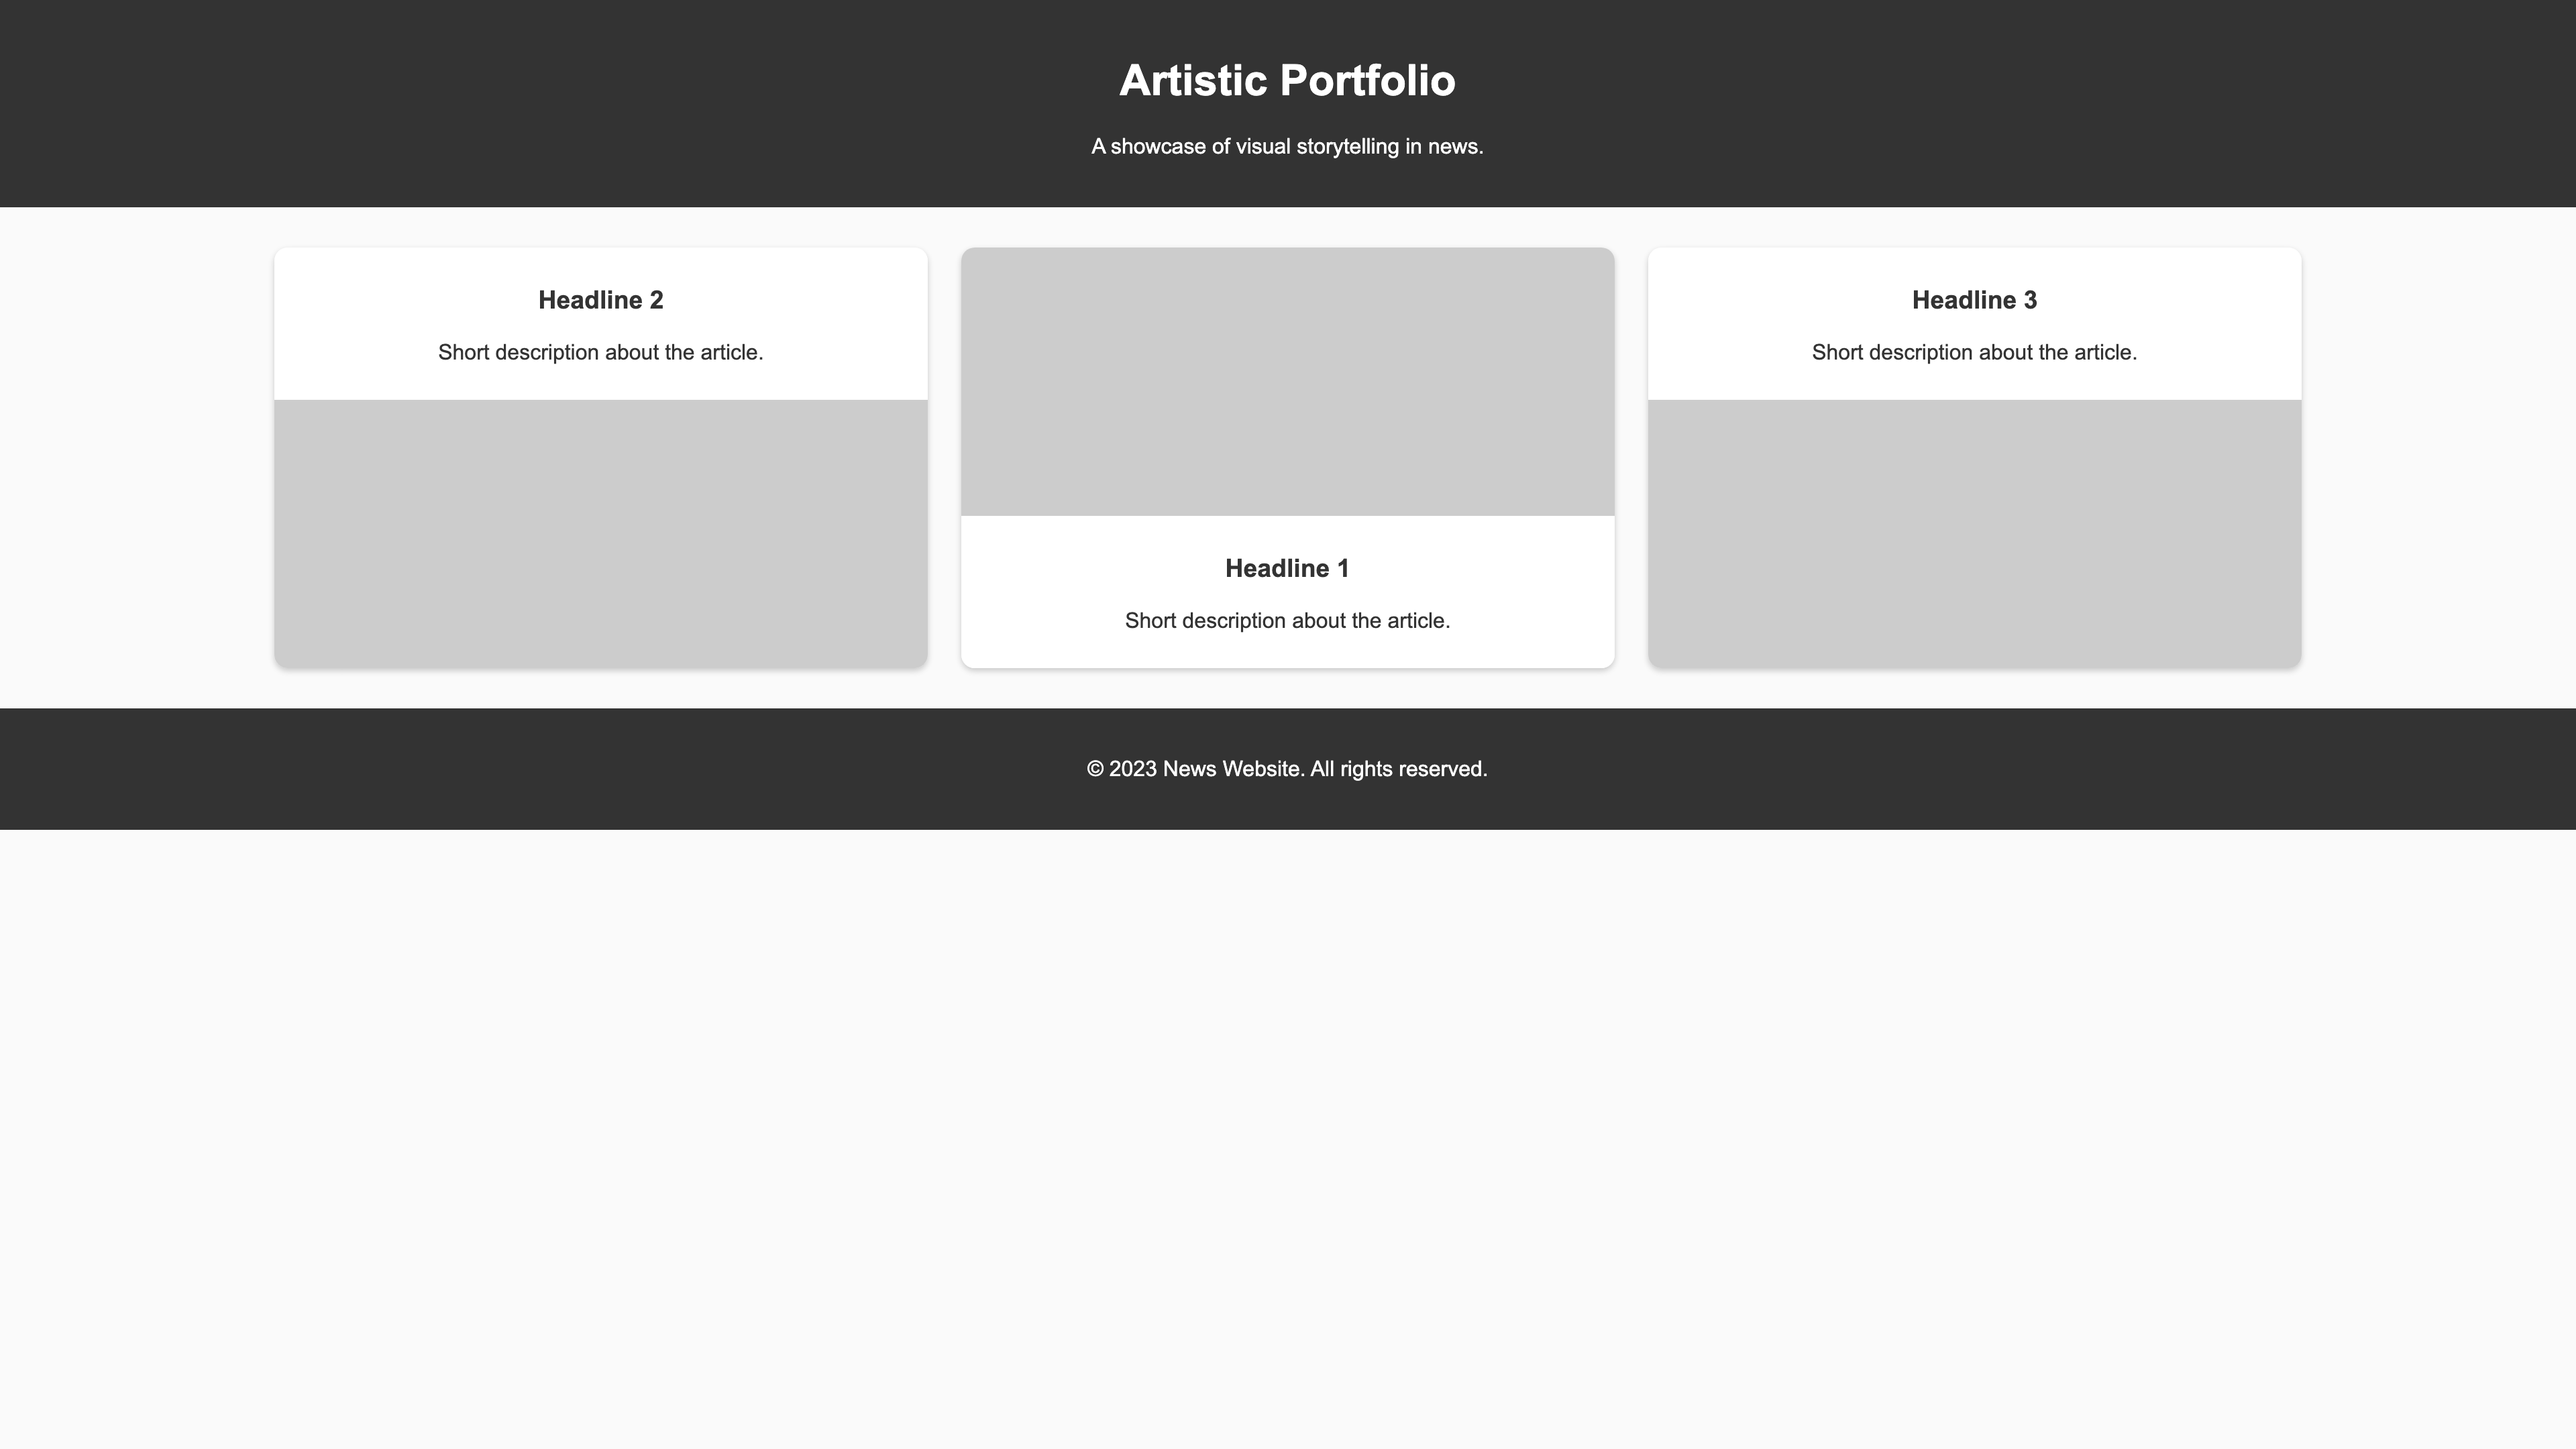 Artistic Portfolio
A showcase of visual storytelling in news.
Headline 2
Short description about the article.
Headline 1
Short description about the article.
Headline 3
Short description about the article.
© 2023 News Website. All rights reserved.